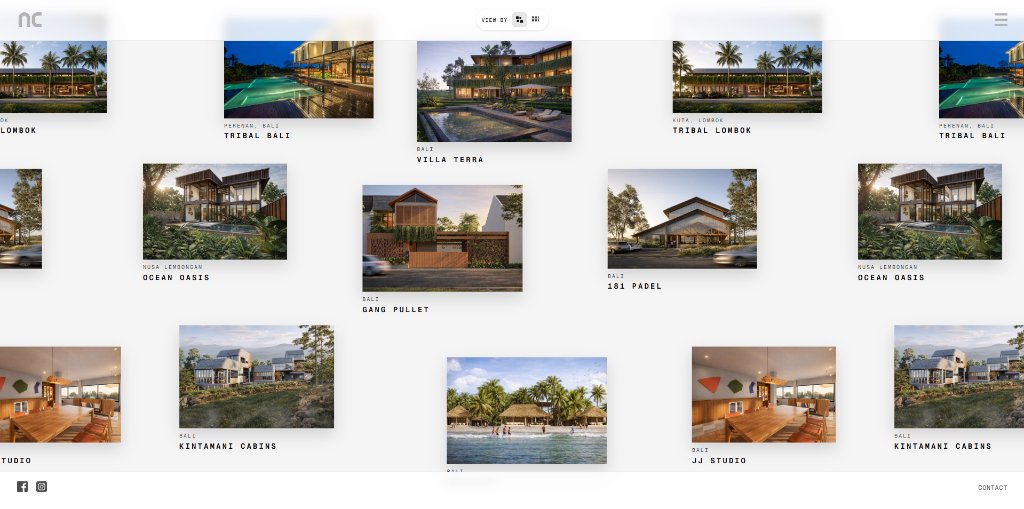 nc
VIEW BY
OK
LOMBOK
PERENAN, BALI
TRIBAL BALI
BALI
VILLA TERRA
KUTA, LOMBOK
TRIBAL LOMBOK
PERENAN, BALI
TRIBAL BALI
NUSA LEMBONGAN
OCEAN OASIS
BALI
GANG PULLET
BALI
181 PADEL
NUSA LEMBONGAN
OCEAN OASIS
TUDIO
BALI
KINTAMANI CABINS
BALI
BALI
JJ STUDIO
BALI
KINTAMANI CABINS
CONTACT